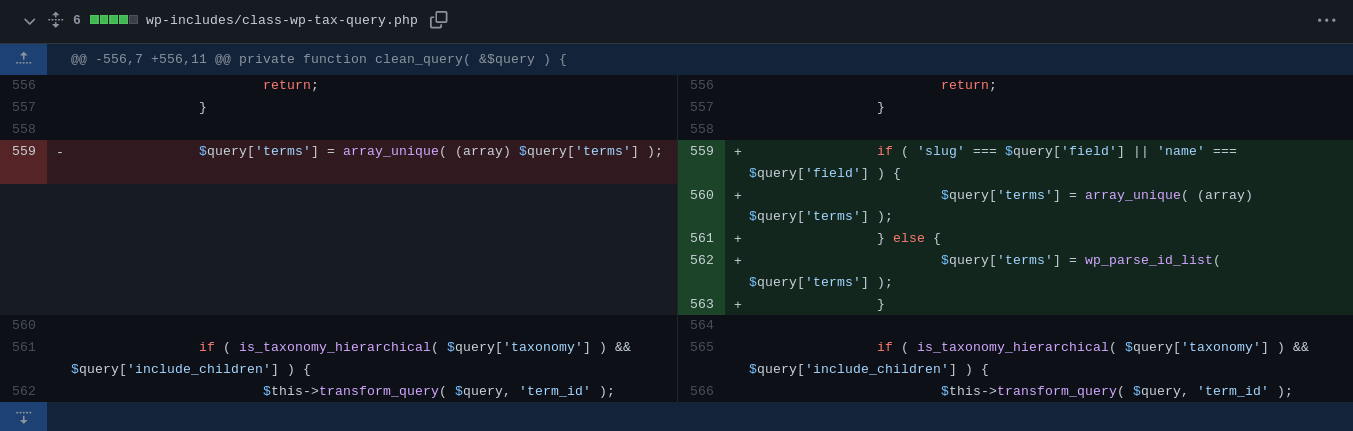 6 wp-includes/class-wp-tax-query.php
@@ -556,7 +556,11 @@ private function clean_query( &$query ) {
556 return;
557 }
558
559 - $query['terms'] = array_unique( (array) $query['terms'] );
560
561 if ( is_taxonomy_hierarchical( $query['taxonomy'] ) &&
$query['include_children'] ) {
562 $this->transform_query( $query, 'term_id' );
556 return;
557 }
558
559 + if ( 'slug' === $query['field'] || 'name' ===
$query['field'] ) {
560 + $query['terms'] = array_unique( (array)
$query['terms'] );
561 + } else {
562 + $query['terms'] = wp_parse_id_list(
$query['terms'] );
563 + }
564
565 if ( is_taxonomy_hierarchical( $query['taxonomy'] ) &&
$query['include_children'] ) {
566 $this->transform_query( $query, 'term_id' );